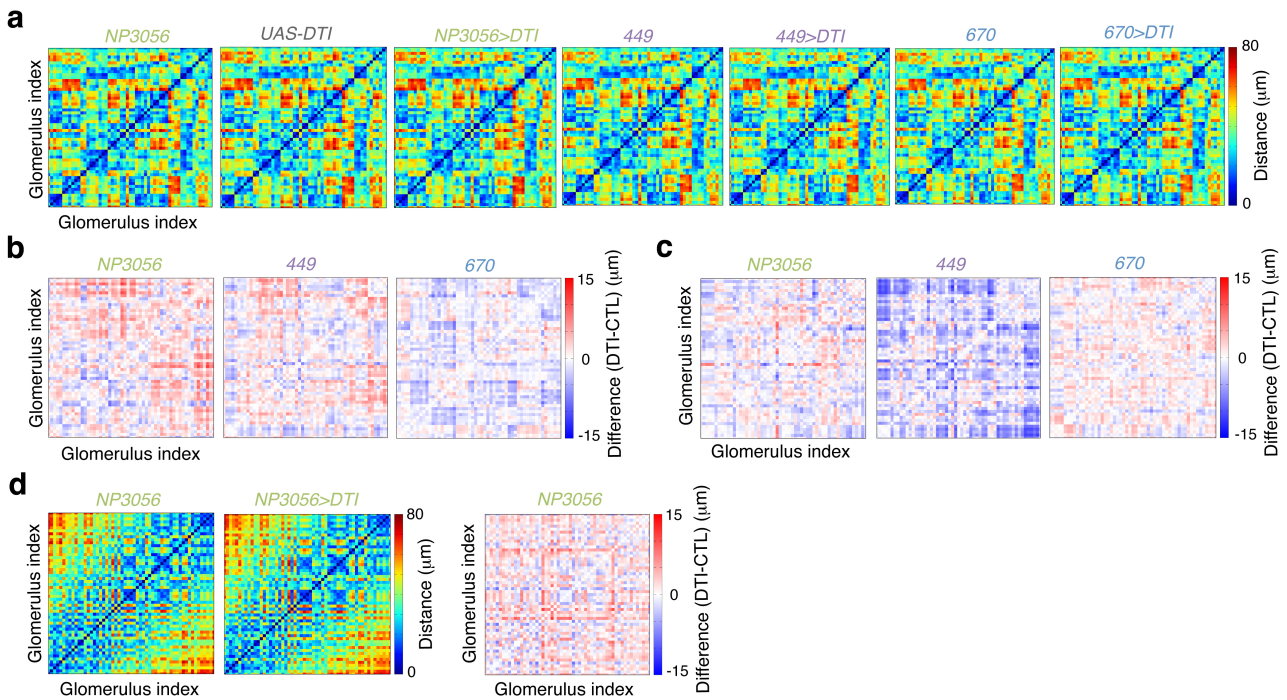 a
NP3056 UAS-DTI NP3056>DTI 449 449>DTI 670 670>DTI
Glomerulus index
Glomerulus index
80
0
Distance (μm)
b
NP3056 449 670
Glomerulus index
Glomerulus index
15
0
-15
Difference (DTI-CTL) (μm)
c
NP3056 449 670
Glomerulus index
Glomerulus index
15
0
-15
Difference (DTI-CTL) (μm)
d
NP3056 NP3056>DTI
Glomerulus index
Glomerulus index
80
0
Distance (μm)
NP3056
Glomerulus index
Glomerulus index
15
0
-15
Difference (DTI-CTL) (μm)